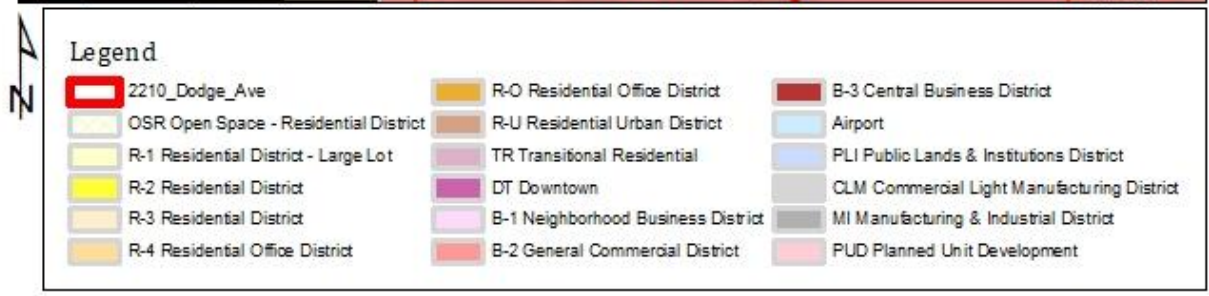 N
Legend
2210_Dodge_Ave
OSR Open Space - Residential District
R-1 Residential District - Large Lot
R-2 Residential District
R-3 Residential District
R-4 Residential Office District
R-O Residential Office District
R-U Residential Urban District
TR Transitional Residential
DT Downtown
B-1 Neighborhood Business District
B-2 General Commercial District
B-3 Central Business District
Airport
PLI Public Lands & Institutions District
CLM Commercial Light Manufacturing District
MI Manufacturing & Industrial District
PUD Planned Unit Development